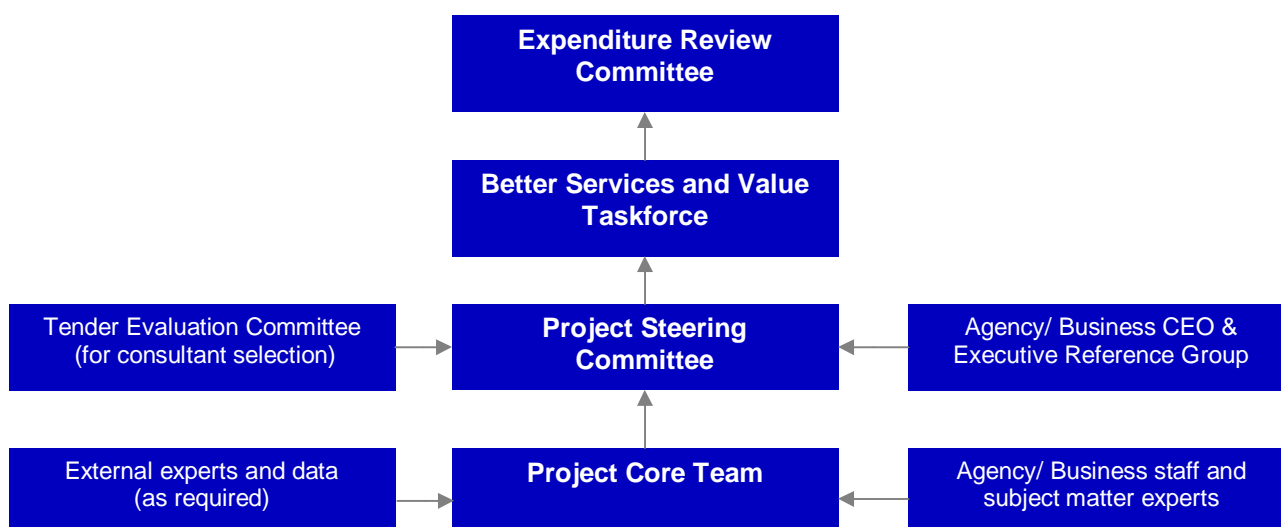 Expenditure Review
Committee
Better Services and Value
Taskforce
Tender Evaluation Committee
(for consultant selection)
Project Steering
Committee
Agency/ Business CEO &
Executive Reference Group
External experts and data
(as required)
Project Core Team
Agency/ Business staff and
subject matter experts